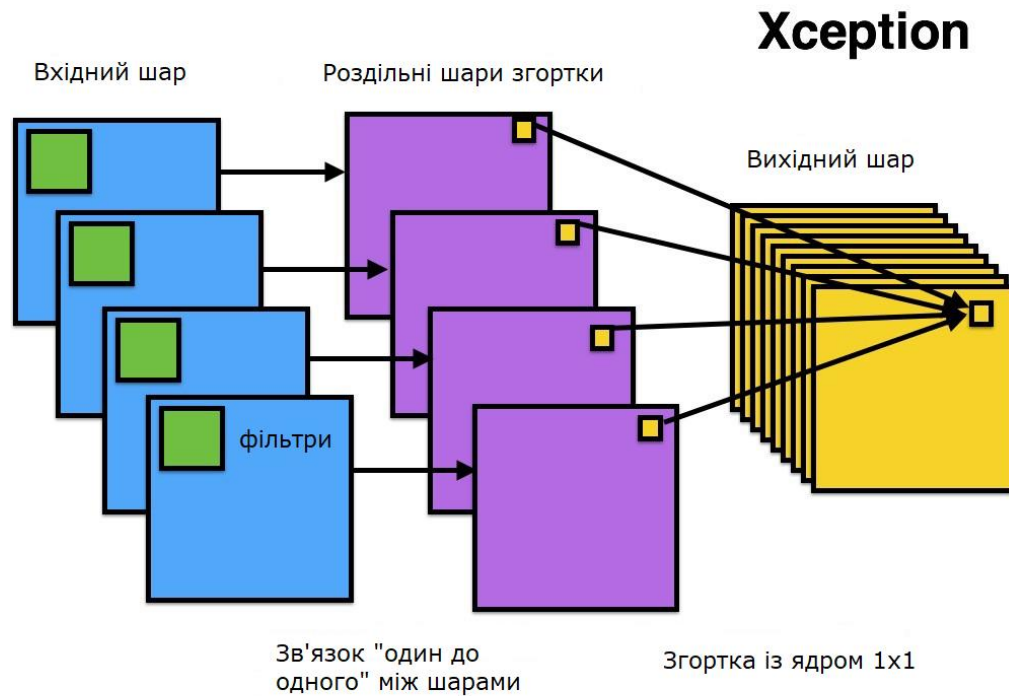 Xception
Вхідний шар
Роздільні шари згортки
Вихідний шар
фільтри
Зв'язок "один до
одного" між шарами
Згортка із ядром 1x1